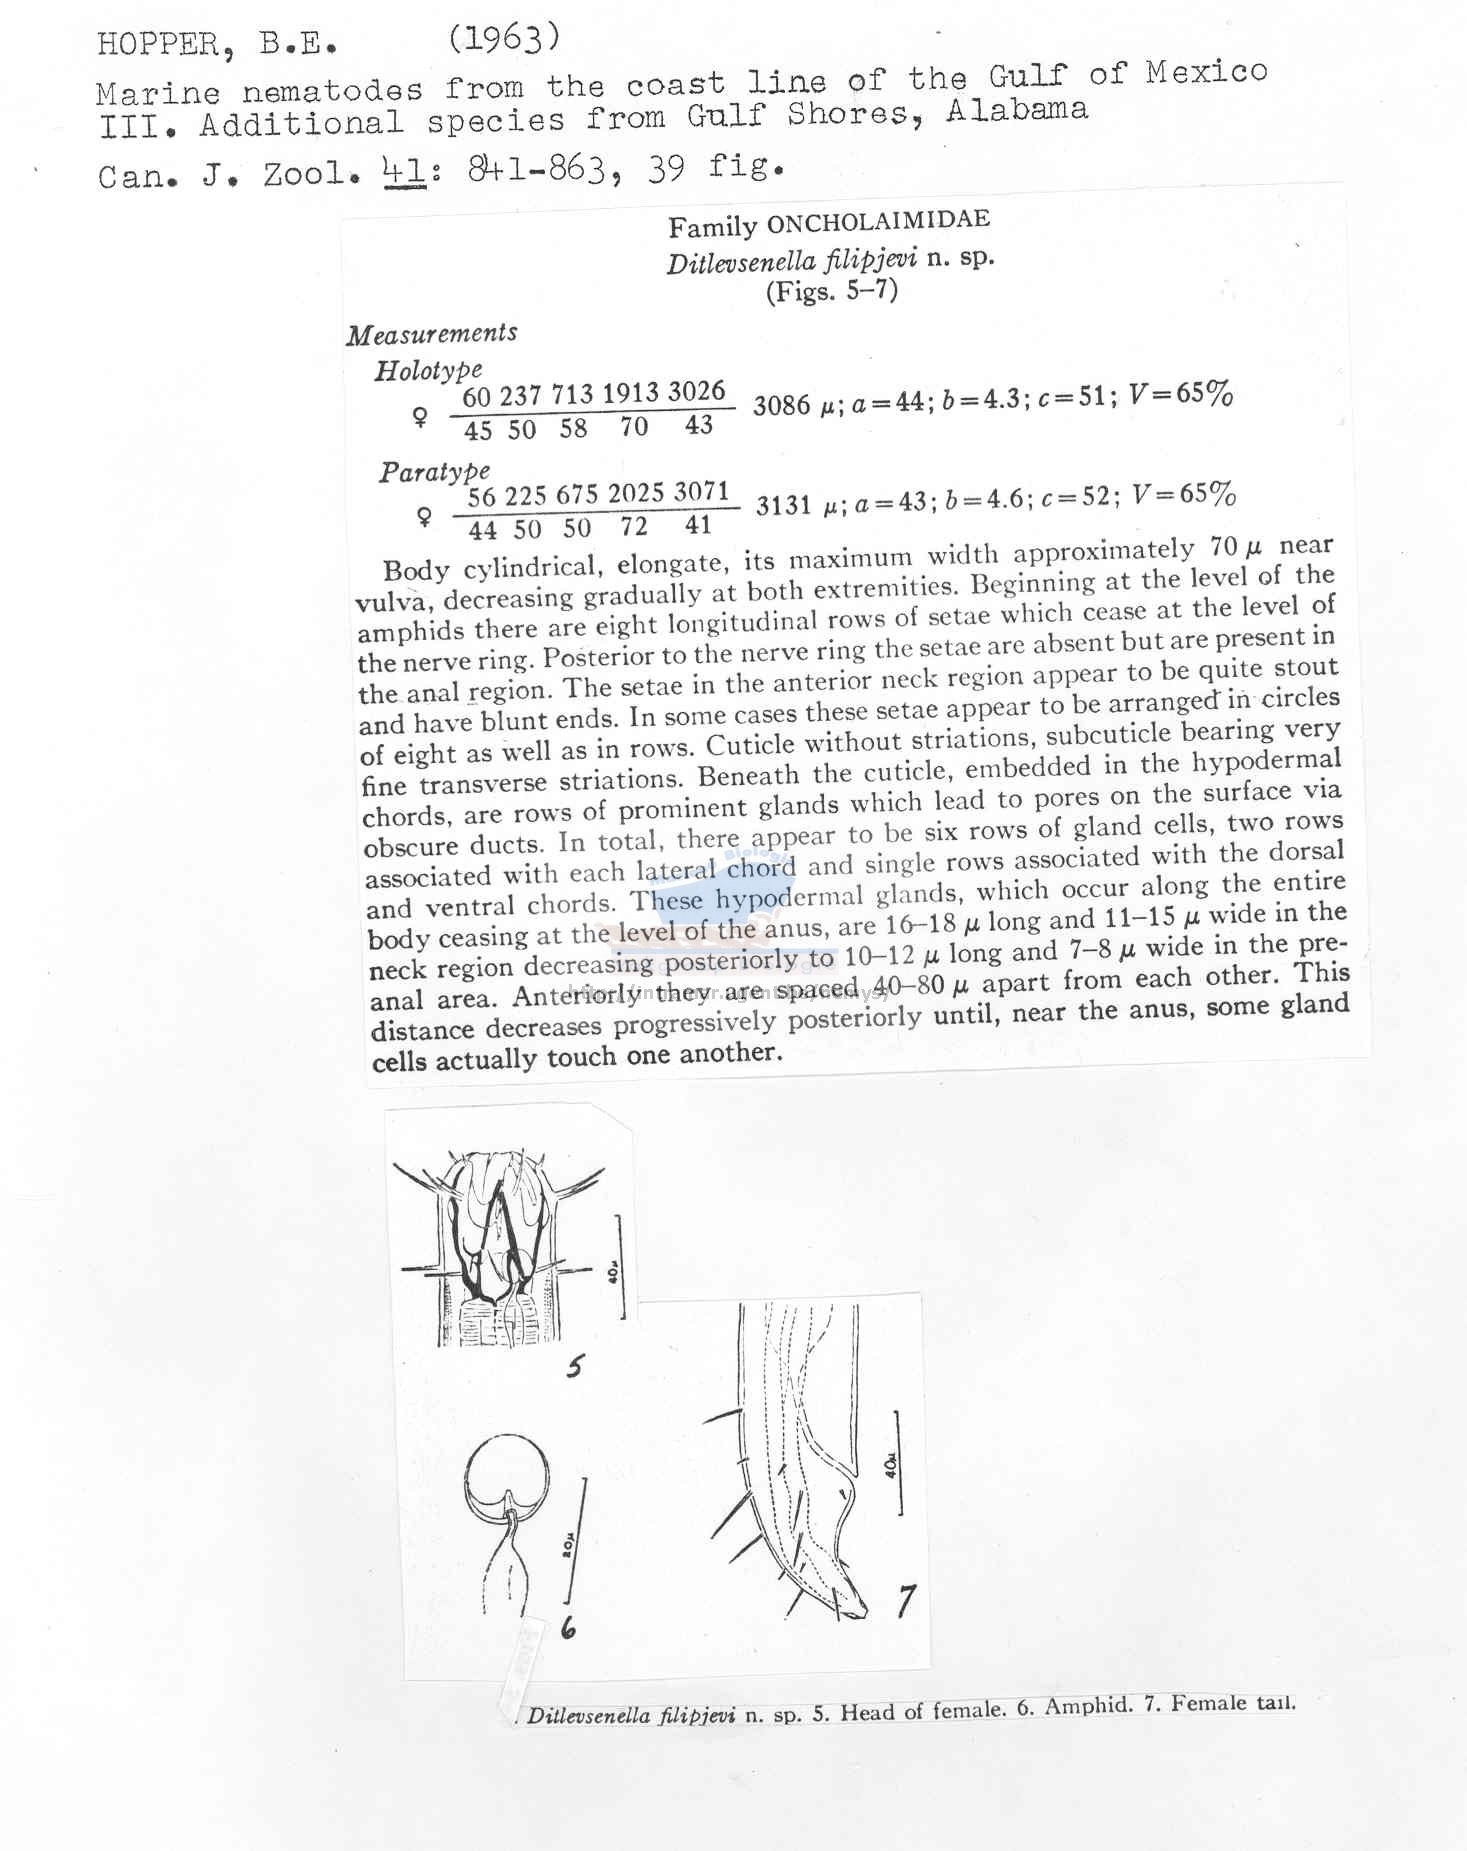 HOPPER, B.E. (1963)
Marine nematodes from the coast line of the Gulf of Mexico
III. Additional species from Gulf Shores, Alabama
Can. J. Zool. 41: 841-863, 39 fig.
Family ONCHOLAIMIDAE
Ditlevsenella filipjevi n. sp.
(Figs. 5–7)
Measurements
Holotype
♀ 60 237 713 1913 3026 3086 μ; a=44; b=4.3; c=51; V=65%
45 50 58 70 43
Paratype
♀ 56 225 675 2025 3071 3131 μ; a=43; b=4.6; c=52; V=65%
44 50 50 72 41
Body cylindrical, elongate, its maximum width approximately 70 μ near
vulva, decreasing gradually at both extremities. Beginning at the level of the
amphids there are eight longitudinal rows of setae which cease at the level of
the nerve ring. Posterior to the nerve ring the setae are absent but are present in
the anal region. The setae in the anterior neck region appear to be quite stout
and have blunt ends. In some cases these setae appear to be arranged in circles
of eight as well as in rows. Cuticle without striations, subcuticle bearing very
fine transverse striations. Beneath the cuticle, embedded in the hypodermal
chords, are rows of prominent glands which lead to pores on the surface via
obscure ducts. In total, there appear to be six rows of gland cells, two rows
associated with each lateral chord and single rows associated with the dorsal
and ventral chords. These hypodermal glands, which occur along the entire
body ceasing at the level of the anus, are 16–18 μ long and 11–15 μ wide in the
neck region decreasing posteriorly to 10–12 μ long and 7–8 μ wide in the pre-
anal area. Anteriorly they are spaced 40–80 μ apart from each other. This
distance decreases progressively posteriorly until, near the anus, some gland
cells actually touch one another.
40μ
5
40μ
20μ
7
6
Ditlevsenella filipjevi n. sp. 5. Head of female. 6. Amphid. 7. Female tail.